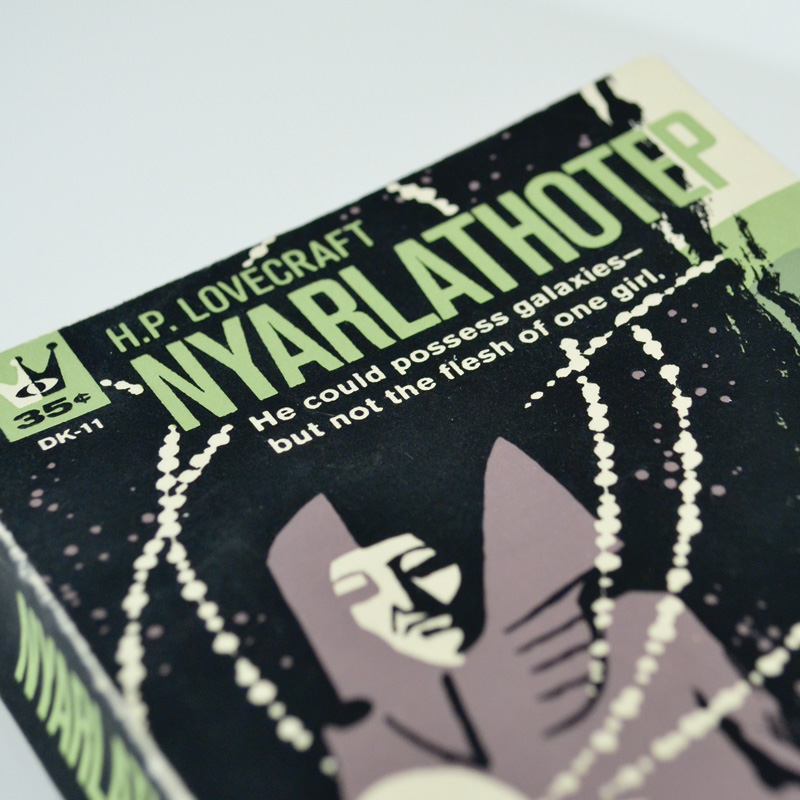 H.P. LOVECRAFT
NYARLATHOTEP
He could possess galaxies—
but not the flesh of one girl.
35¢
DK-11
NYARLA